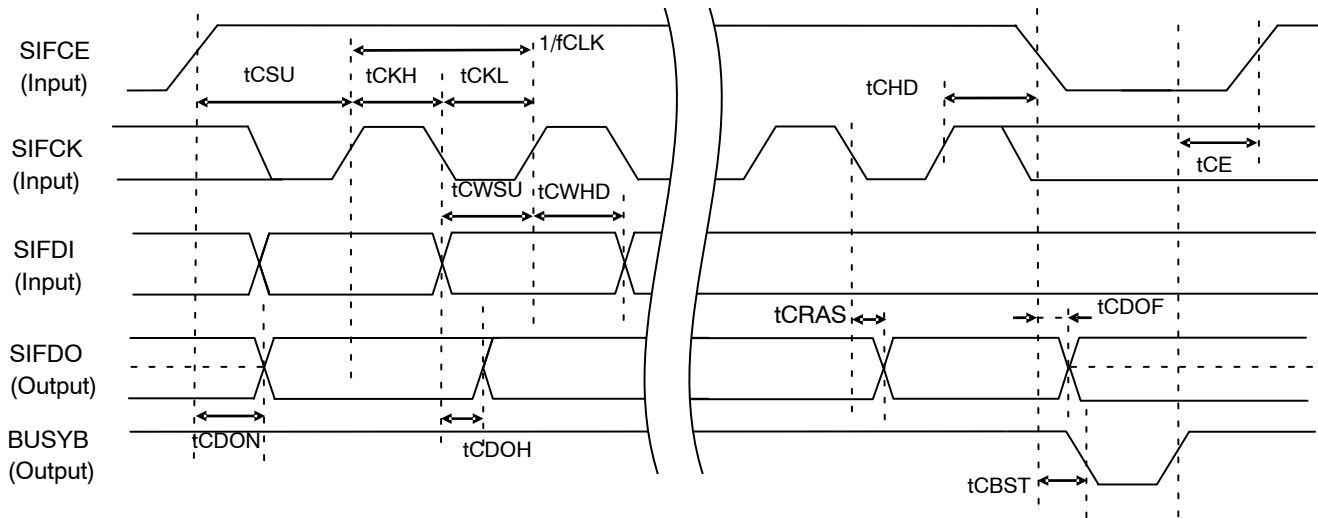 SIFCE
(Input)
1/fCLK
tCSU
tCKH
tCKL
tCHD
SIFCK
(Input)
tCE
tCWSU
tCWHD
SIFDI
(Input)
tCRAS
tCDOF
SIFDO
(Output)
BUSYB
(Output)
tCDON
tCDOH
tCBST